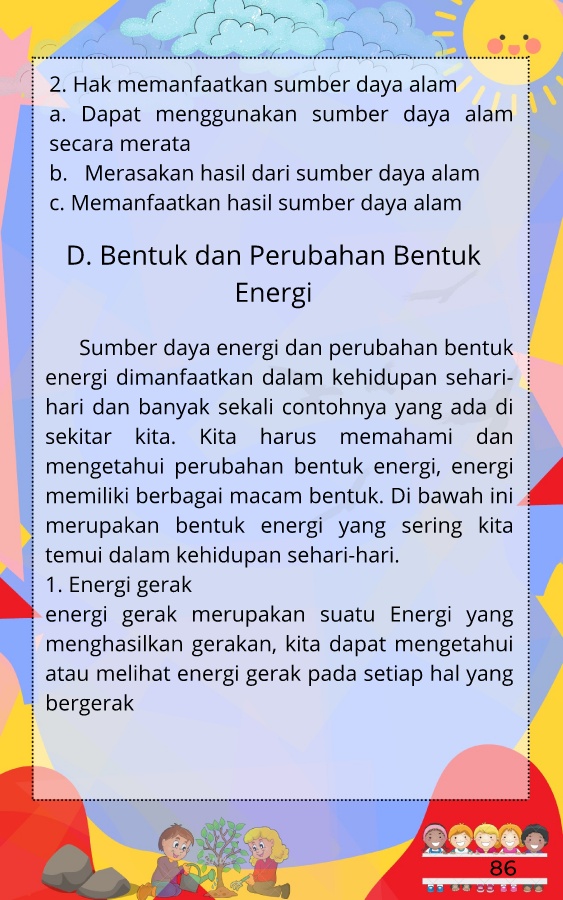 2. Hak memanfaatkan sumber daya alam
a. Dapat menggunakan sumber daya alam
secara merata
b. Merasakan hasil dari sumber daya alam
c. Memanfaatkan hasil sumber daya alam
D. Bentuk dan Perubahan Bentuk
Energi
Sumber daya energi dan perubahan bentuk
energi dimanfaatkan dalam kehidupan sehari-
hari dan banyak sekali contohnya yang ada di
sekitar kita. Kita harus memahami dan
mengetahui perubahan bentuk energi, energi
memiliki berbagai macam bentuk. Di bawah ini
merupakan bentuk energi yang sering kita
temui dalam kehidupan sehari-hari.
1. Energi gerak
energi gerak merupakan suatu Energi yang
menghasilkan gerakan, kita dapat mengetahui
atau melihat energi gerak pada setiap hal yang
bergerak
86